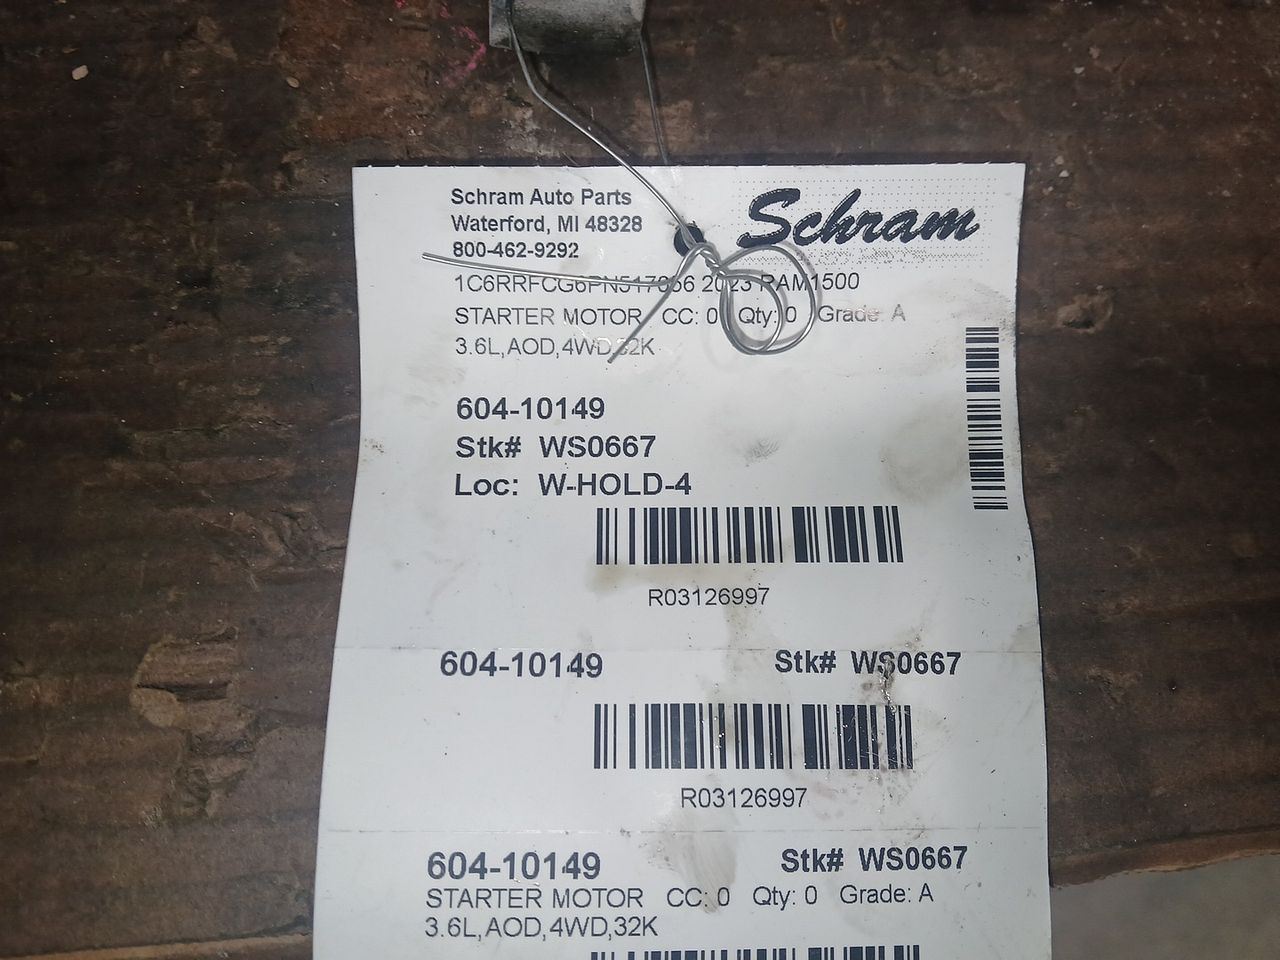 Schram Auto Parts
Waterford, MI 48328
800-462-9292
Schram
2023 RAM1500
STARTER MOTOR CC: 0 Qty: 0 Grade: A
3.6L,AOD,4WD,32K
604-10149
Stk# WS0667
Loc: W-HOLD-4
R03126997
604-10149 Stk# WS0667
R03126997
604-10149 Stk# WS0667
STARTER MOTOR CC: 0 Qty: 0 Grade: A
3.6L,AOD,4WD,32K